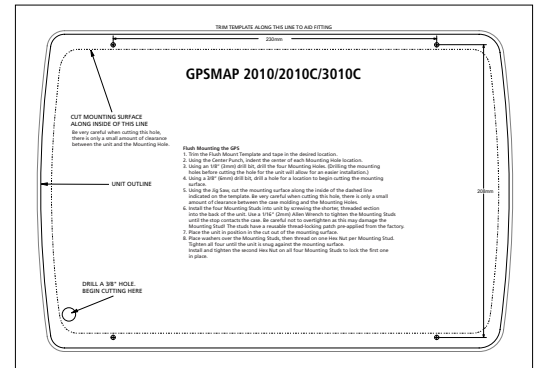 TRIM TEMPLATE ALONG THIS LINE TO AID FITTING
230mm
GPSMAP 2010/2010C/3010C
CUT MOUNTING SURFACE
ALONG INSIDE OF THIS LINE
Be very careful when cutting this hole,
there is only a small amount of clearance
between the unit and the Mounting Hole.
Flush Mounting the GPS
1. Trim the Flush Mount Template and tape in the desired location.
2. Using the Center Punch, indent the center of each Mounting Hole location.
3. Using an 1/8" (3mm) drill bit, drill the four Mounting Holes. (Drilling the mounting
holes before cutting the hole for the unit will allow for an easier installation.)
4. Using a 3/8" (6mm) drill bit, drill a hole for a location to begin cutting the mounting
surface.
5. Using the Jig Saw, cut the mounting surface along the inside of the dashed line
indicated on the template. Be very careful when cutting this hole, there is only a small
amount of clearance between the case molding and the Mounting Holes.
6. Install the four Mounting Studs into unit by screwing the shorter, threaded section
into the back of the unit. Use a 1/16" (2mm) Allen Wrench to tighten the Mounting Studs
until the stop contacts the case. Be careful not to overtighten as this may damage the
Mounting Stud! The studs have a reusable thread-locking patch pre-applied from the factory.
7. Place the unit in position in the cut out of the mounting surface.
8. Place washers over the Mounting Studs, then thread on one Hex Nut per Mounting Stud.
Tighten all four until the unit is snug against the mounting surface.
Install and tighten the second Hex Nut on all four Mounting Studs to lock the first one
in place.
UNIT OUTLINE
204mm
DRILL A 3/8" HOLE.
BEGIN CUTTING HERE